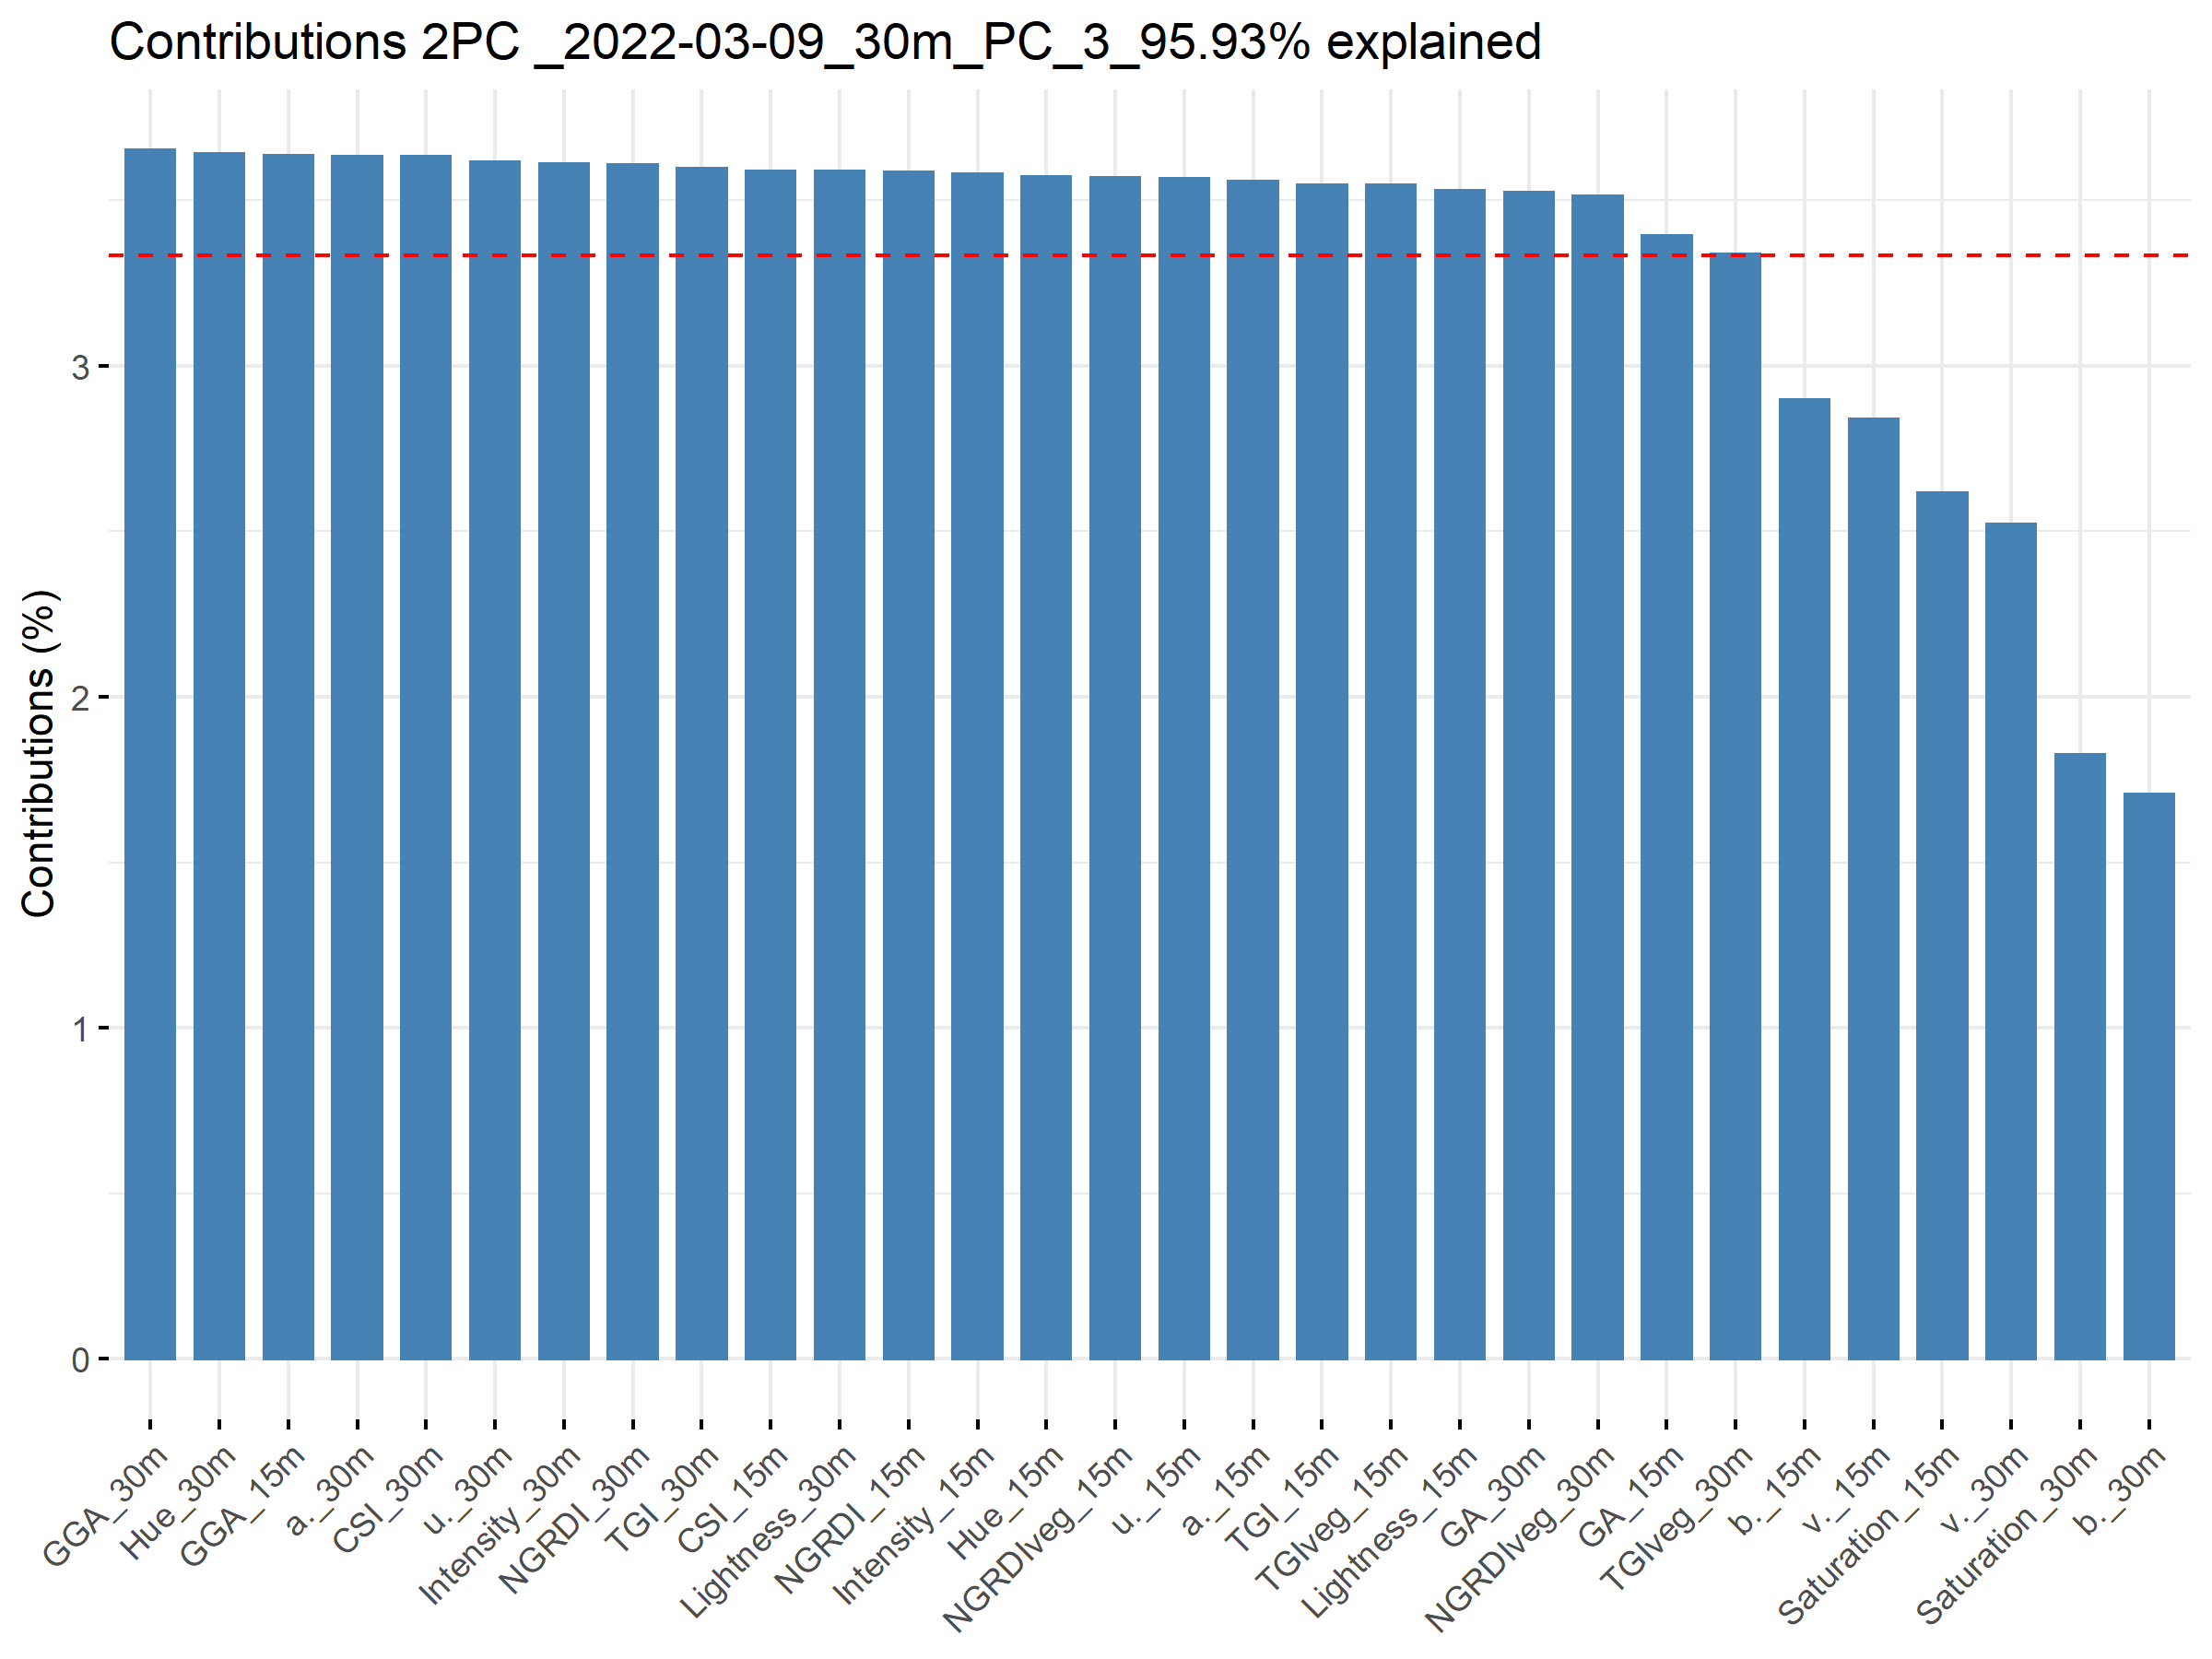 Contributions 2PC _2022-03-09_30m_PC_3_95.93% explained
Contributions (%)
3
2
1
0
GGA_30m
Hue_30m
GGA_15m
a._30m
CSI_30m
u._30m
Intensity_30m
NGRDI_30m
TGI_30m
CSI_15m
Lightness_30m
NGRDI_15m
Intensity_15m
Hue_15m
NGRDIveg_15m
u._15m
a._15m
TGI_15m
TGIveg_15m
Lightness_15m
GA_30m
NGRDIveg_30m
GA_15m
TGIveg_30m
b._15m
v._15m
Saturation_15m
v._30m
Saturation_30m
b._30m